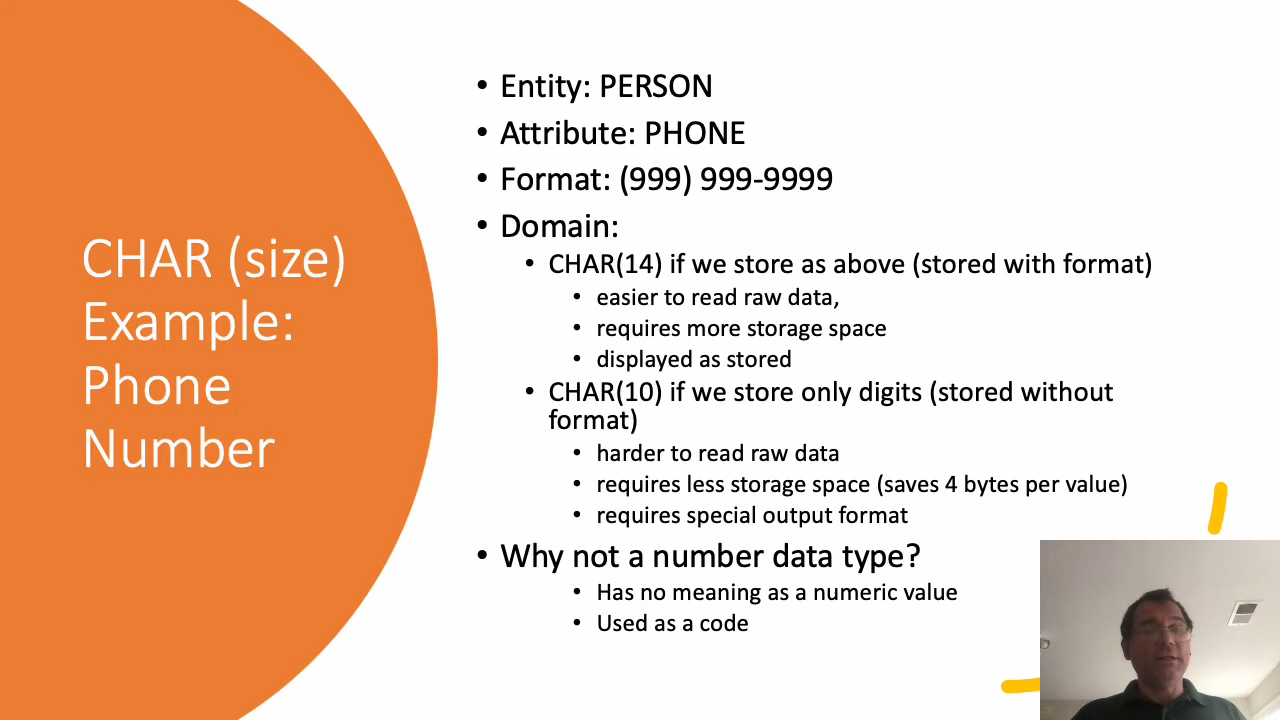 CHAR (size)
Example:
Phone
Number
• Entity: PERSON
• Attribute: PHONE
• Format: (999) 999-9999
• Domain:
• CHAR(14) if we store as above (stored with format)
• easier to read raw data,
• requires more storage space
• displayed as stored
• CHAR(10) if we store only digits (stored without
format)
• harder to read raw data
• requires less storage space (saves 4 bytes per value)
• requires special output format
• Why not a number data type?
• Has no meaning as a numeric value
• Used as a code